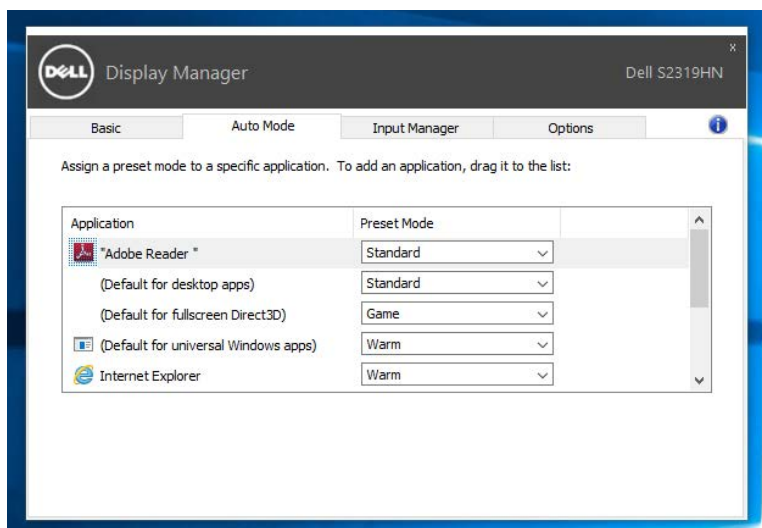 x
DELL Display Manager Dell S2319HN
Basic Auto Mode Input Manager Options
Assign a preset mode to a specific application. To add an application, drag it to the list:
Application Preset Mode
"Adobe Reader " Standard
(Default for desktop apps) Standard
(Default for fullscreen Direct3D) Game
(Default for universal Windows apps) Warm
Internet Explorer Warm